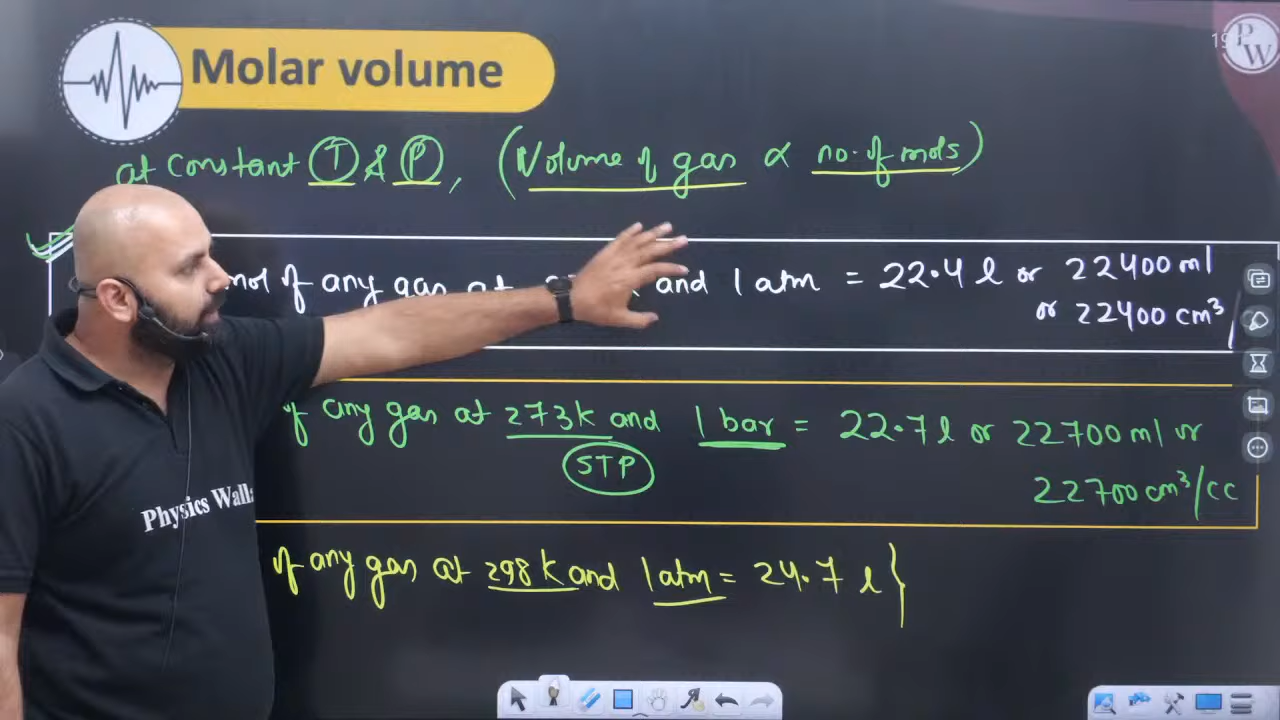 Molar volume
PW
at constant T & P, (Volume of gas ∝ no. of mols)
mol of any gas at and 1 atm = 22.4 l or 22400 ml
or 22400 cm³
of any gas at 273k and 1 bar = 22.7 l or 22700 ml or
STP
22700 cm³/cc
of any gas at 298 k and 1 atm = 24.7 l }
Physics Walla